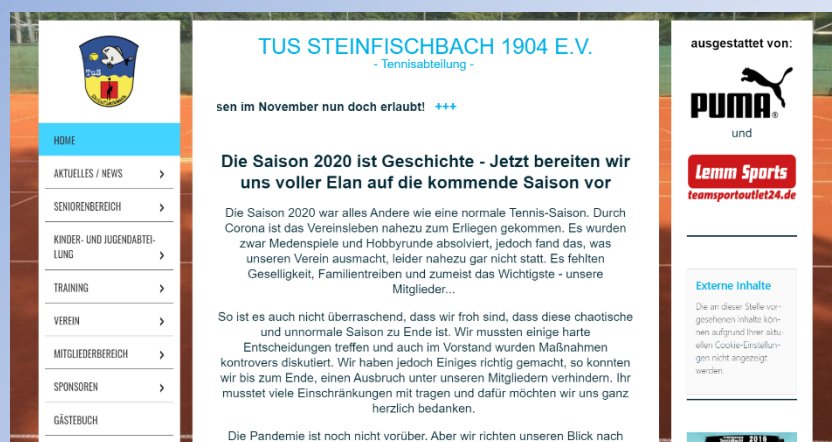 TuS
Steinfischbach
HOME
AKTUELLES / NEWS
SENIORENBEREICH
KINDER- UND JUGENDABTEI-
LUNG
TRAINING
VEREIN
MITGLIEDERBEREICH
SPONSOREN
GÄSTEBUCH
TUS STEINFISCHBACH 1904 E.V.
- Tennisabteilung -
sen im November nun doch erlaubt! +++
Die Saison 2020 ist Geschichte - Jetzt bereiten wir
uns voller Elan auf die kommende Saison vor
Die Saison 2020 war alles Andere wie eine normale Tennis-Saison. Durch
Corona ist das Vereinsleben nahezu zum Erliegen gekommen. Es wurden
zwar Medenspiele und Hobbyrunde absolviert, jedoch fand das, was
unseren Verein ausmacht, leider nahezu gar nicht statt. Es fehlten
Geselligkeit, Familientreiben und zumeist das Wichtigste - unsere
Mitglieder...
So ist es auch nicht überraschend, dass wir froh sind, dass diese chaotische
und unnormale Saison zu Ende ist. Wir mussten einige harte
Entscheidungen treffen und auch im Vorstand wurden Maßnahmen
kontrovers diskutiert. Wir haben jedoch Einiges richtig gemacht, so konnten
wir bis zum Ende, einen Ausbruch unter unseren Mitgliedern verhindern. Ihr
musstet viele Einschränkungen mit tragen und dafür möchten wir uns ganz
herzlich bedanken.
Die Pandemie ist noch nicht vorüber. Aber wir richten unseren Blick nach
ausgestattet von:
PUMA®
und
Lemm Sports
teamsportoutlet24.de
Externe Inhalte
Die an dieser Stelle vor-
gesehenen Inhalte kön-
nen aufgrund Ihrer aktu-
ellen Cookie-Einstellun-
gen nicht angezeigt
werden.
2019